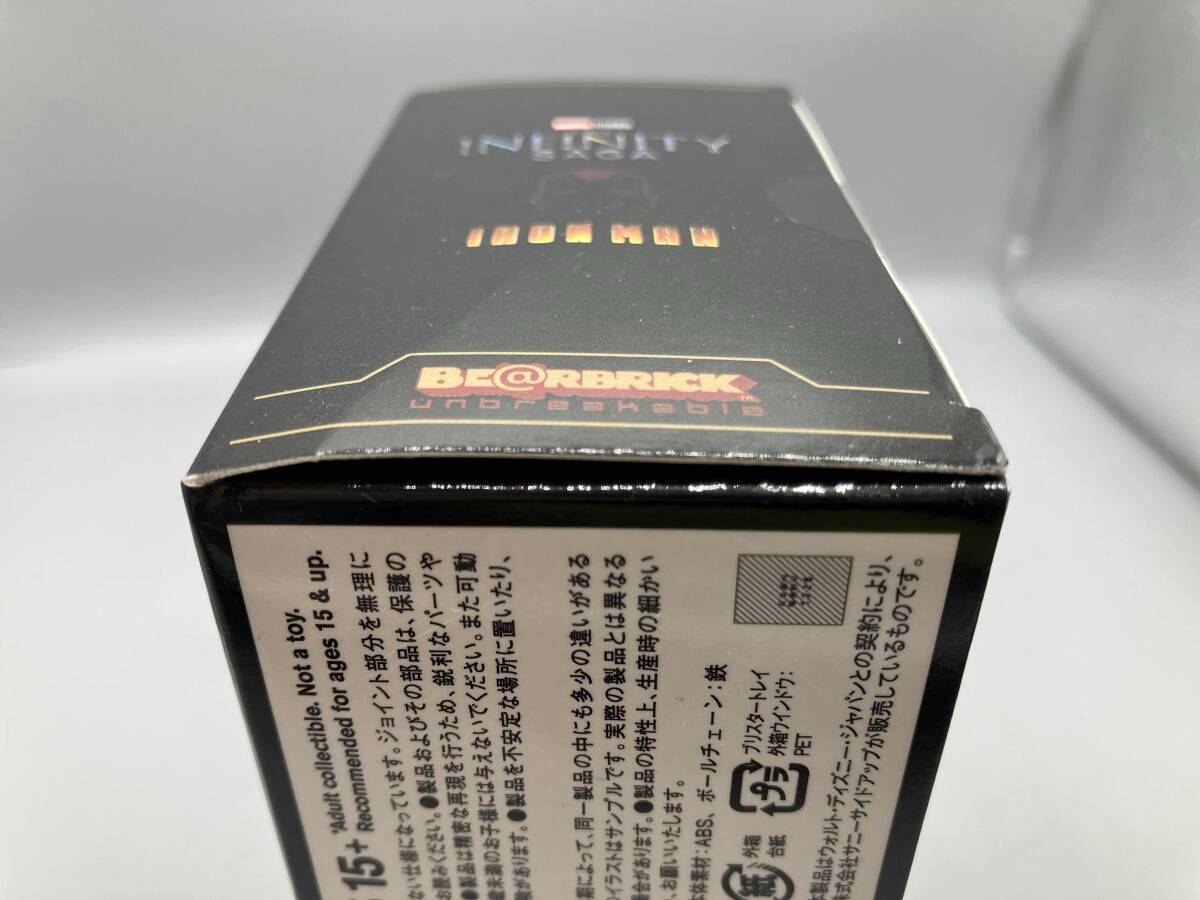 INFINITY
SAGA
IRON MAN
BE@RBRICK TM
unbreakable
15+
*Adult collectible. Not a toy.
Recommended for ages 15 & up.
ない仕様になっています。ジョイント部分を無理に
お読みください。●製品およびその部品は、保護の
●製品は精密な再現を行うため、鋭利なパーツや
歳未満のお子様には与えないでください。また可動
険があります。●製品を不安定な場所に置いたり、
期によって、同一製品の中にも多少の違いがある
のイラストはサンプルです。実際の製品とは異なる
場合があります。●製品の特性上、生産時の細かい
お願いいたします。
本体素材:ABS、ボールチェーン:鉄
紙
外箱
台紙
プラ
ブリスタートレイ
外箱ウインドウ:
PET
本製品はウォルト・ディズニー・ジャパンとの契約により、
株式会社サニーサイドアップが販売しているものです。